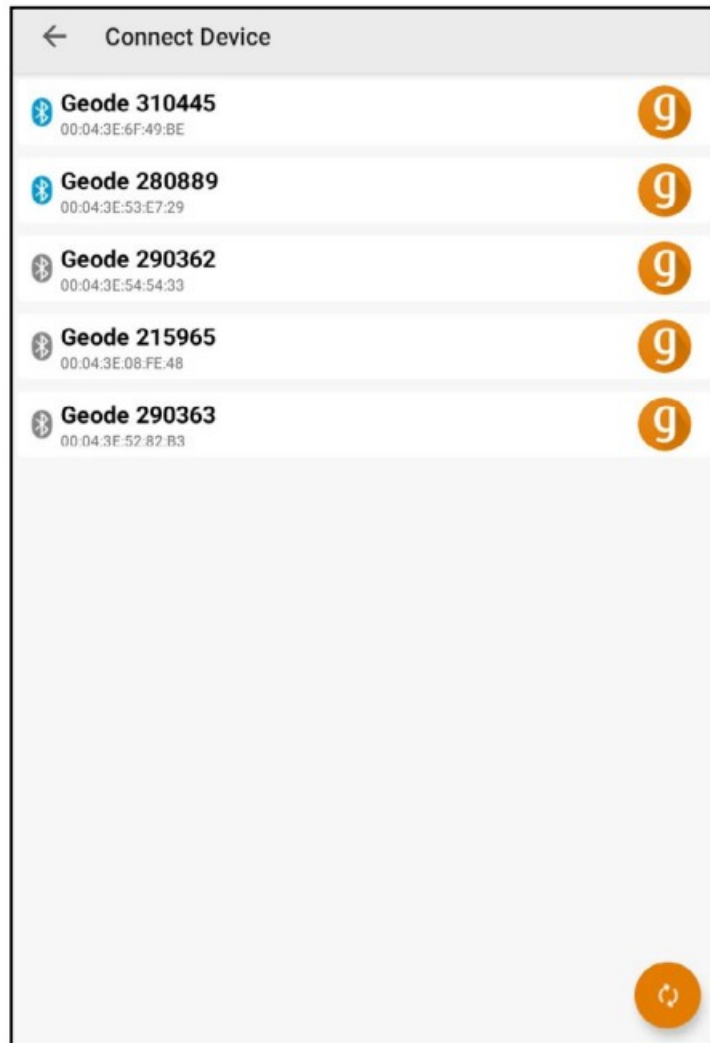 Connect Device
Geode 310445
g
00:04:3E:6F:49:BE
Geode 280889
g
00:04:3E:53:E7:29
Geode 290362
g
00:04:3E:54:54:33
Geode 215965
g
00:04:3E:08:FE:48
Geode 290363
g
00:04:3E:52:82:B3